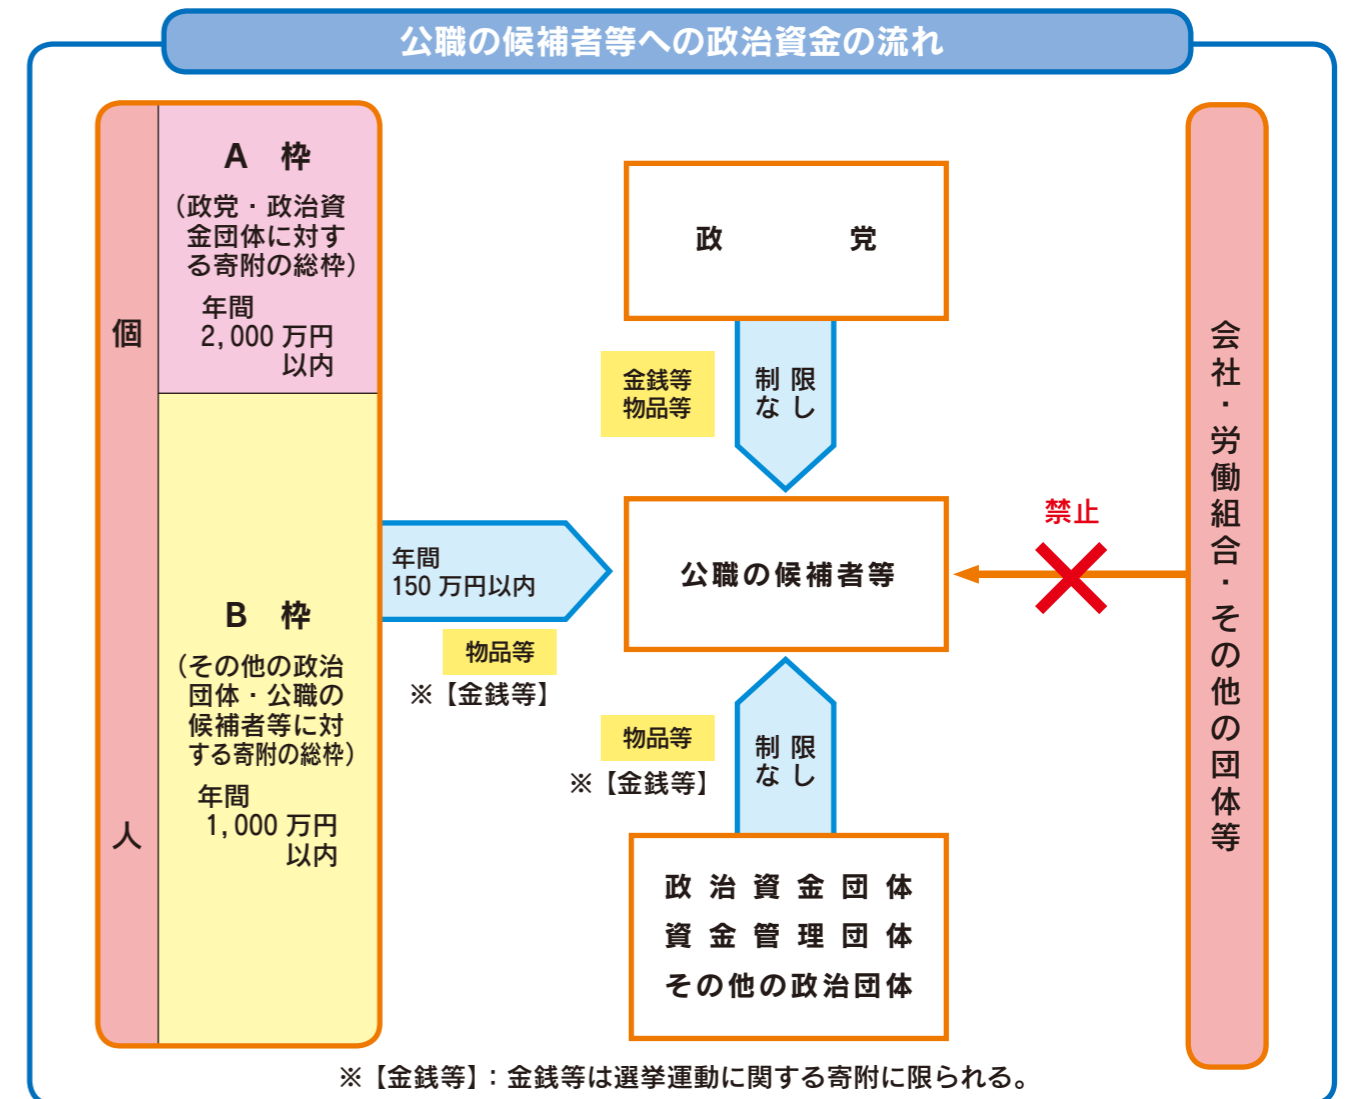 公職の候補者等への政治資金の流れ
個人
A 枠
（政党・政治資
金団体に対す
る寄附の総枠）
年間
2,000 万円
以内
B 枠
（その他の政治
団体・公職の
候補者等に対
する寄附の総枠）
年間
1,000 万円
以内
政 党
金銭等
物品等
制 限
な し
年間
150 万円以内
物品等
※【金銭等】
公職の候補者等
禁止
会社・労働組合・その他の団体等
物品等
※【金銭等】
制 限
な し
政治資金団体
資金管理団体
その他の政治団体
※【金銭等】：金銭等は選挙運動に関する寄附に限られる。